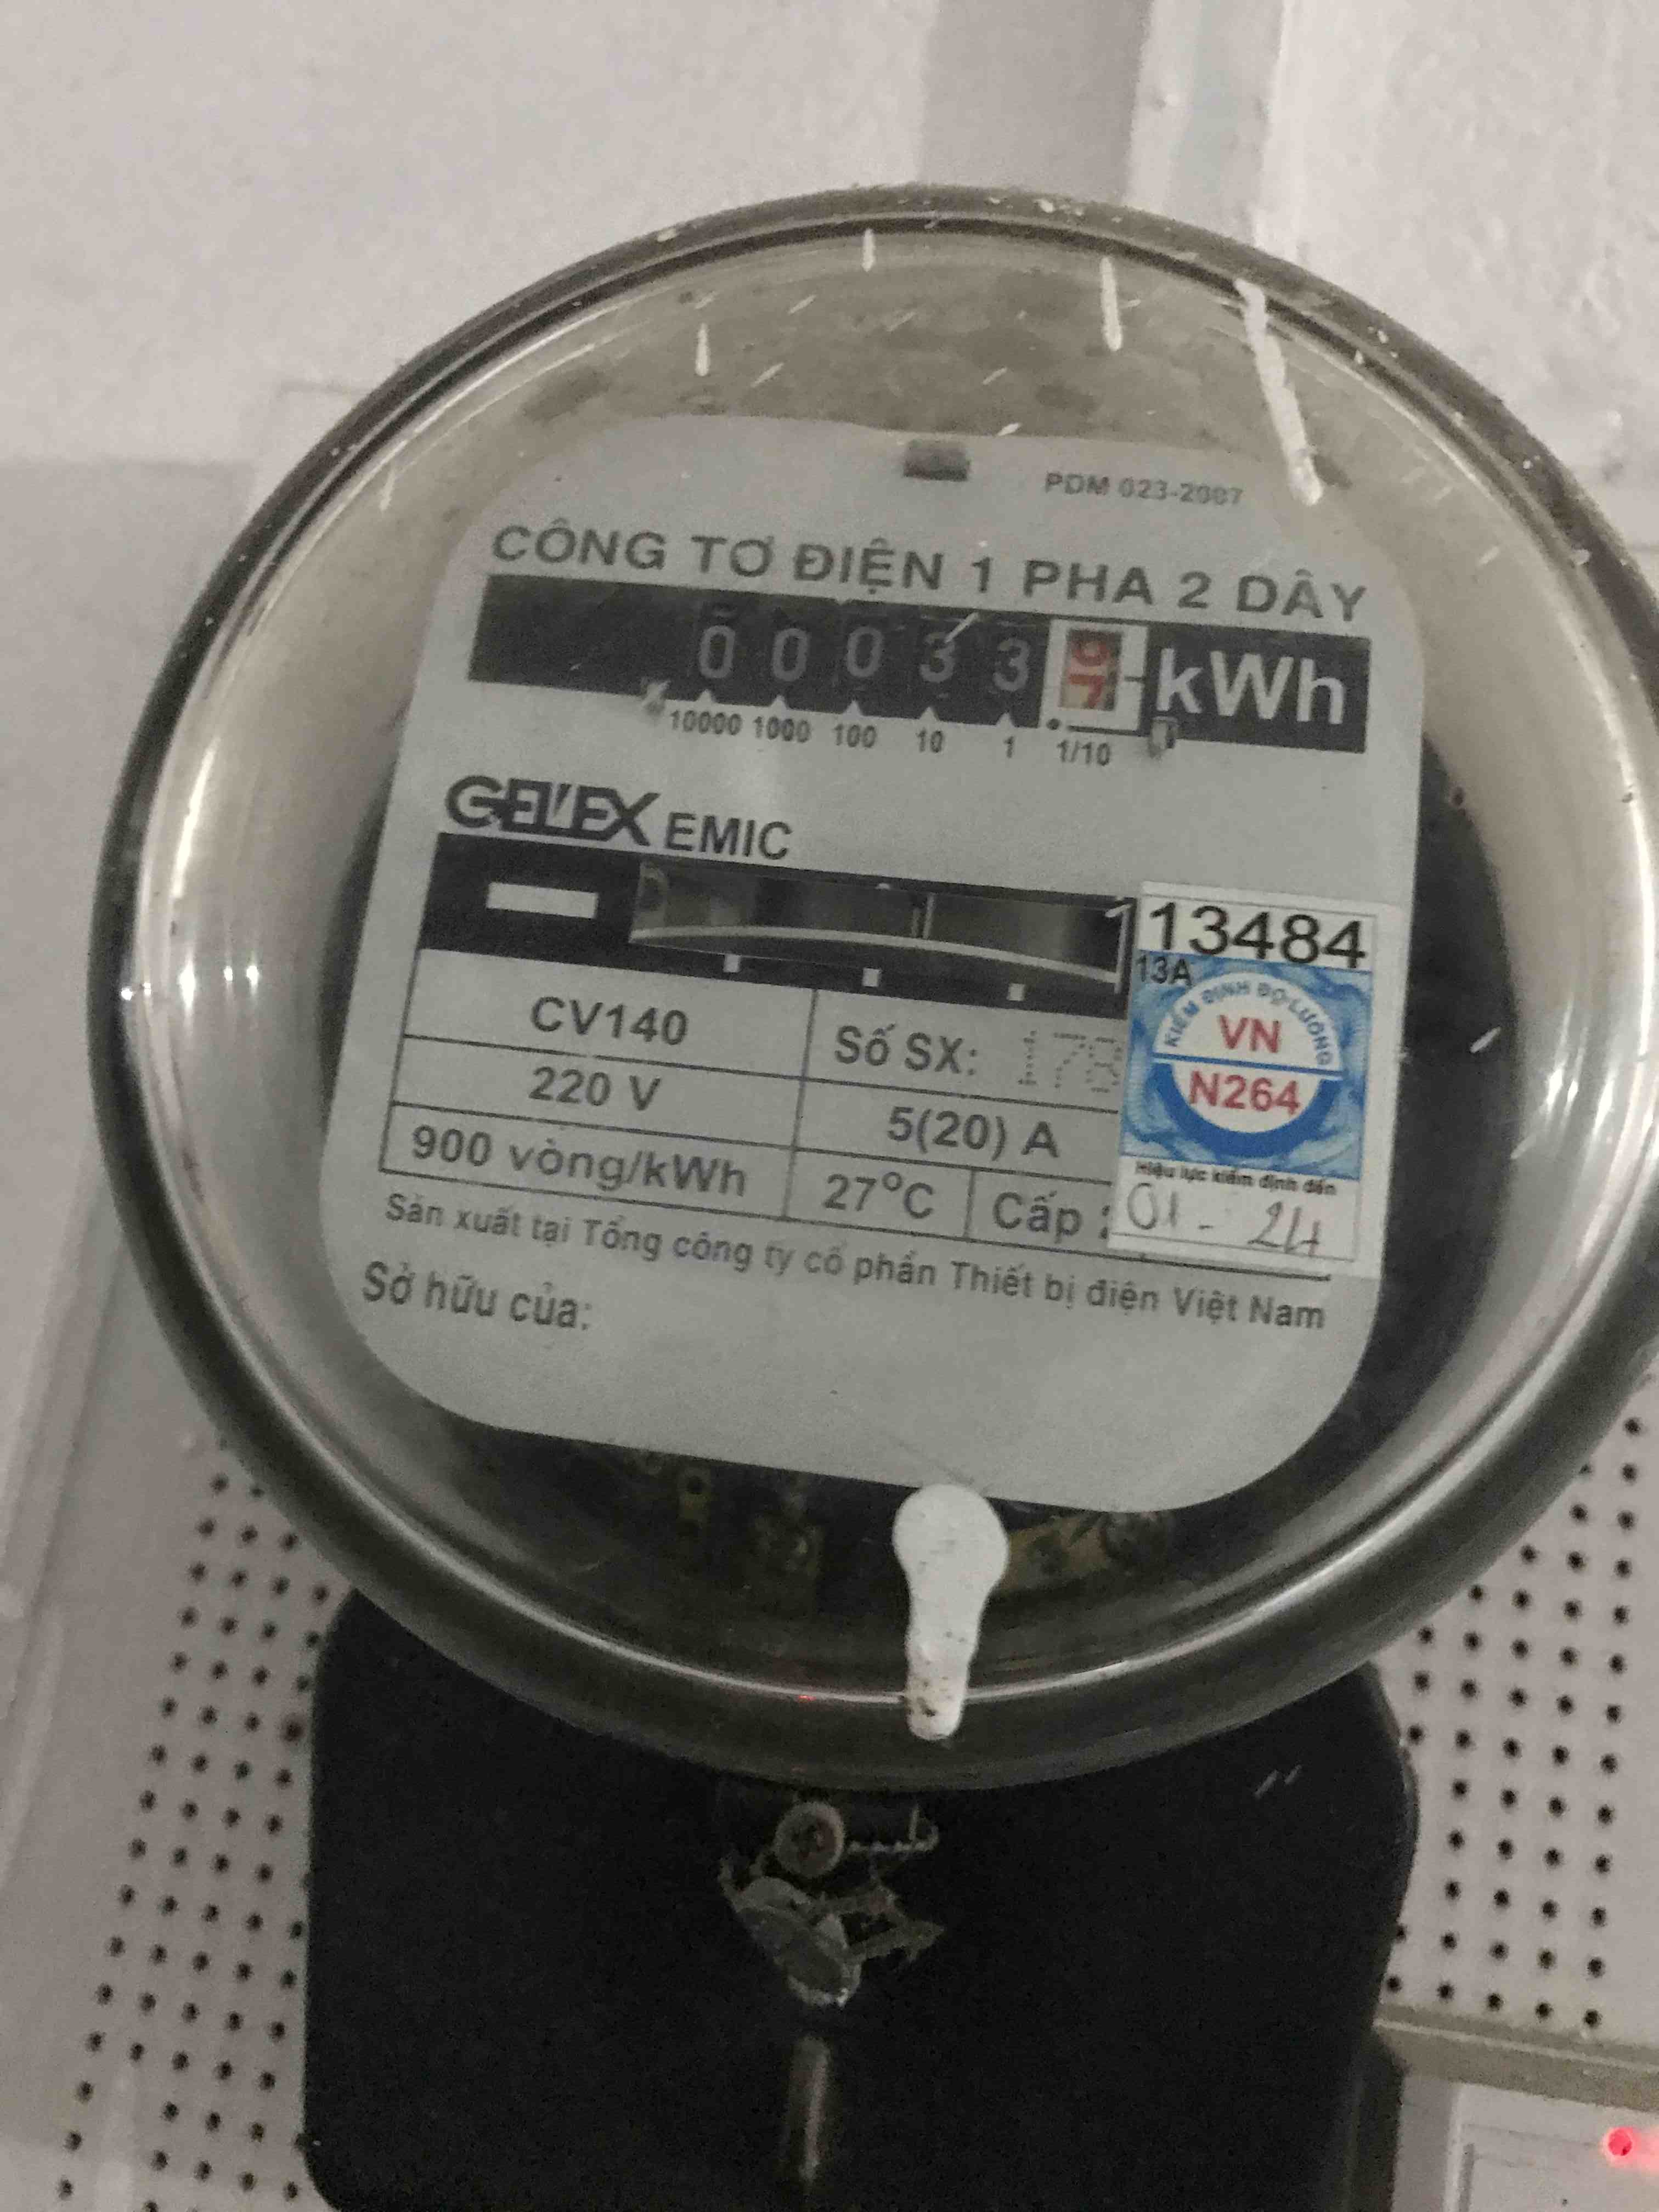 PDM 023-2007
CÔNG TƠ ĐIỆN 1 PHA 2 DÂY
0 0 0 3 3 kWh
10000 1000 100 10 1 1/10
GELEX EMIC
13484
13A
KIỂM ĐỊNH ĐO LƯỜNG
VN
N264
Hiệu lực kiểm định đến
01 - 24
CV140
Số SX: 178
220 V
5(20) A
900 vòng/kWh
27°C
Cấp
Sản xuất tại Tổng công ty cổ phần Thiết bị điện Việt Nam
Sở hữu của: